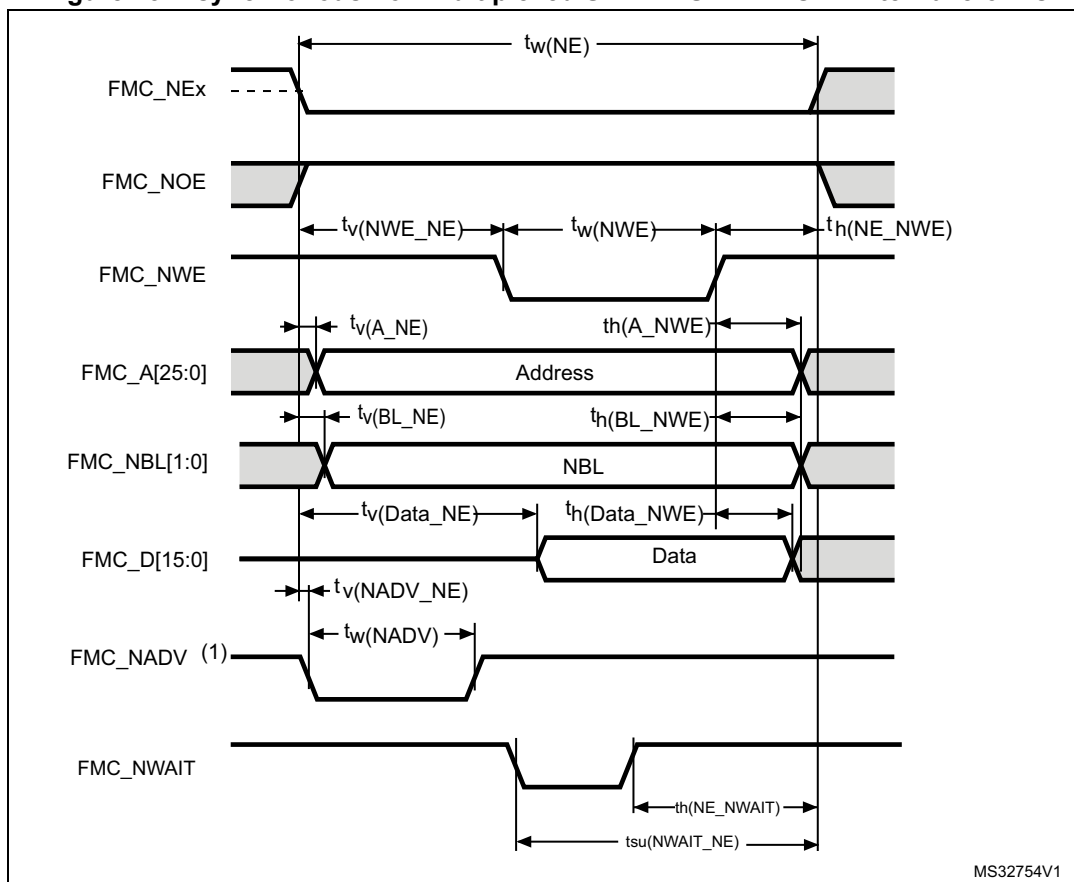 tw(NE)
FMC_NEx
FMC_NOE
tv(NWE_NE)
tw(NWE)
th(NE_NWE)
FMC_NWE
tv(A_NE)
th(A_NWE)
FMC_A[25:0]
Address
tv(BL_NE)
th(BL_NWE)
FMC_NBL[1:0]
NBL
tv(Data_NE)
th(Data_NWE)
FMC_D[15:0]
Data
tv(NADV_NE)
tw(NADV)
FMC_NADV (1)
FMC_NWAIT
th(NE_NWAIT)
tsu(NWAIT_NE)
MS32754V1